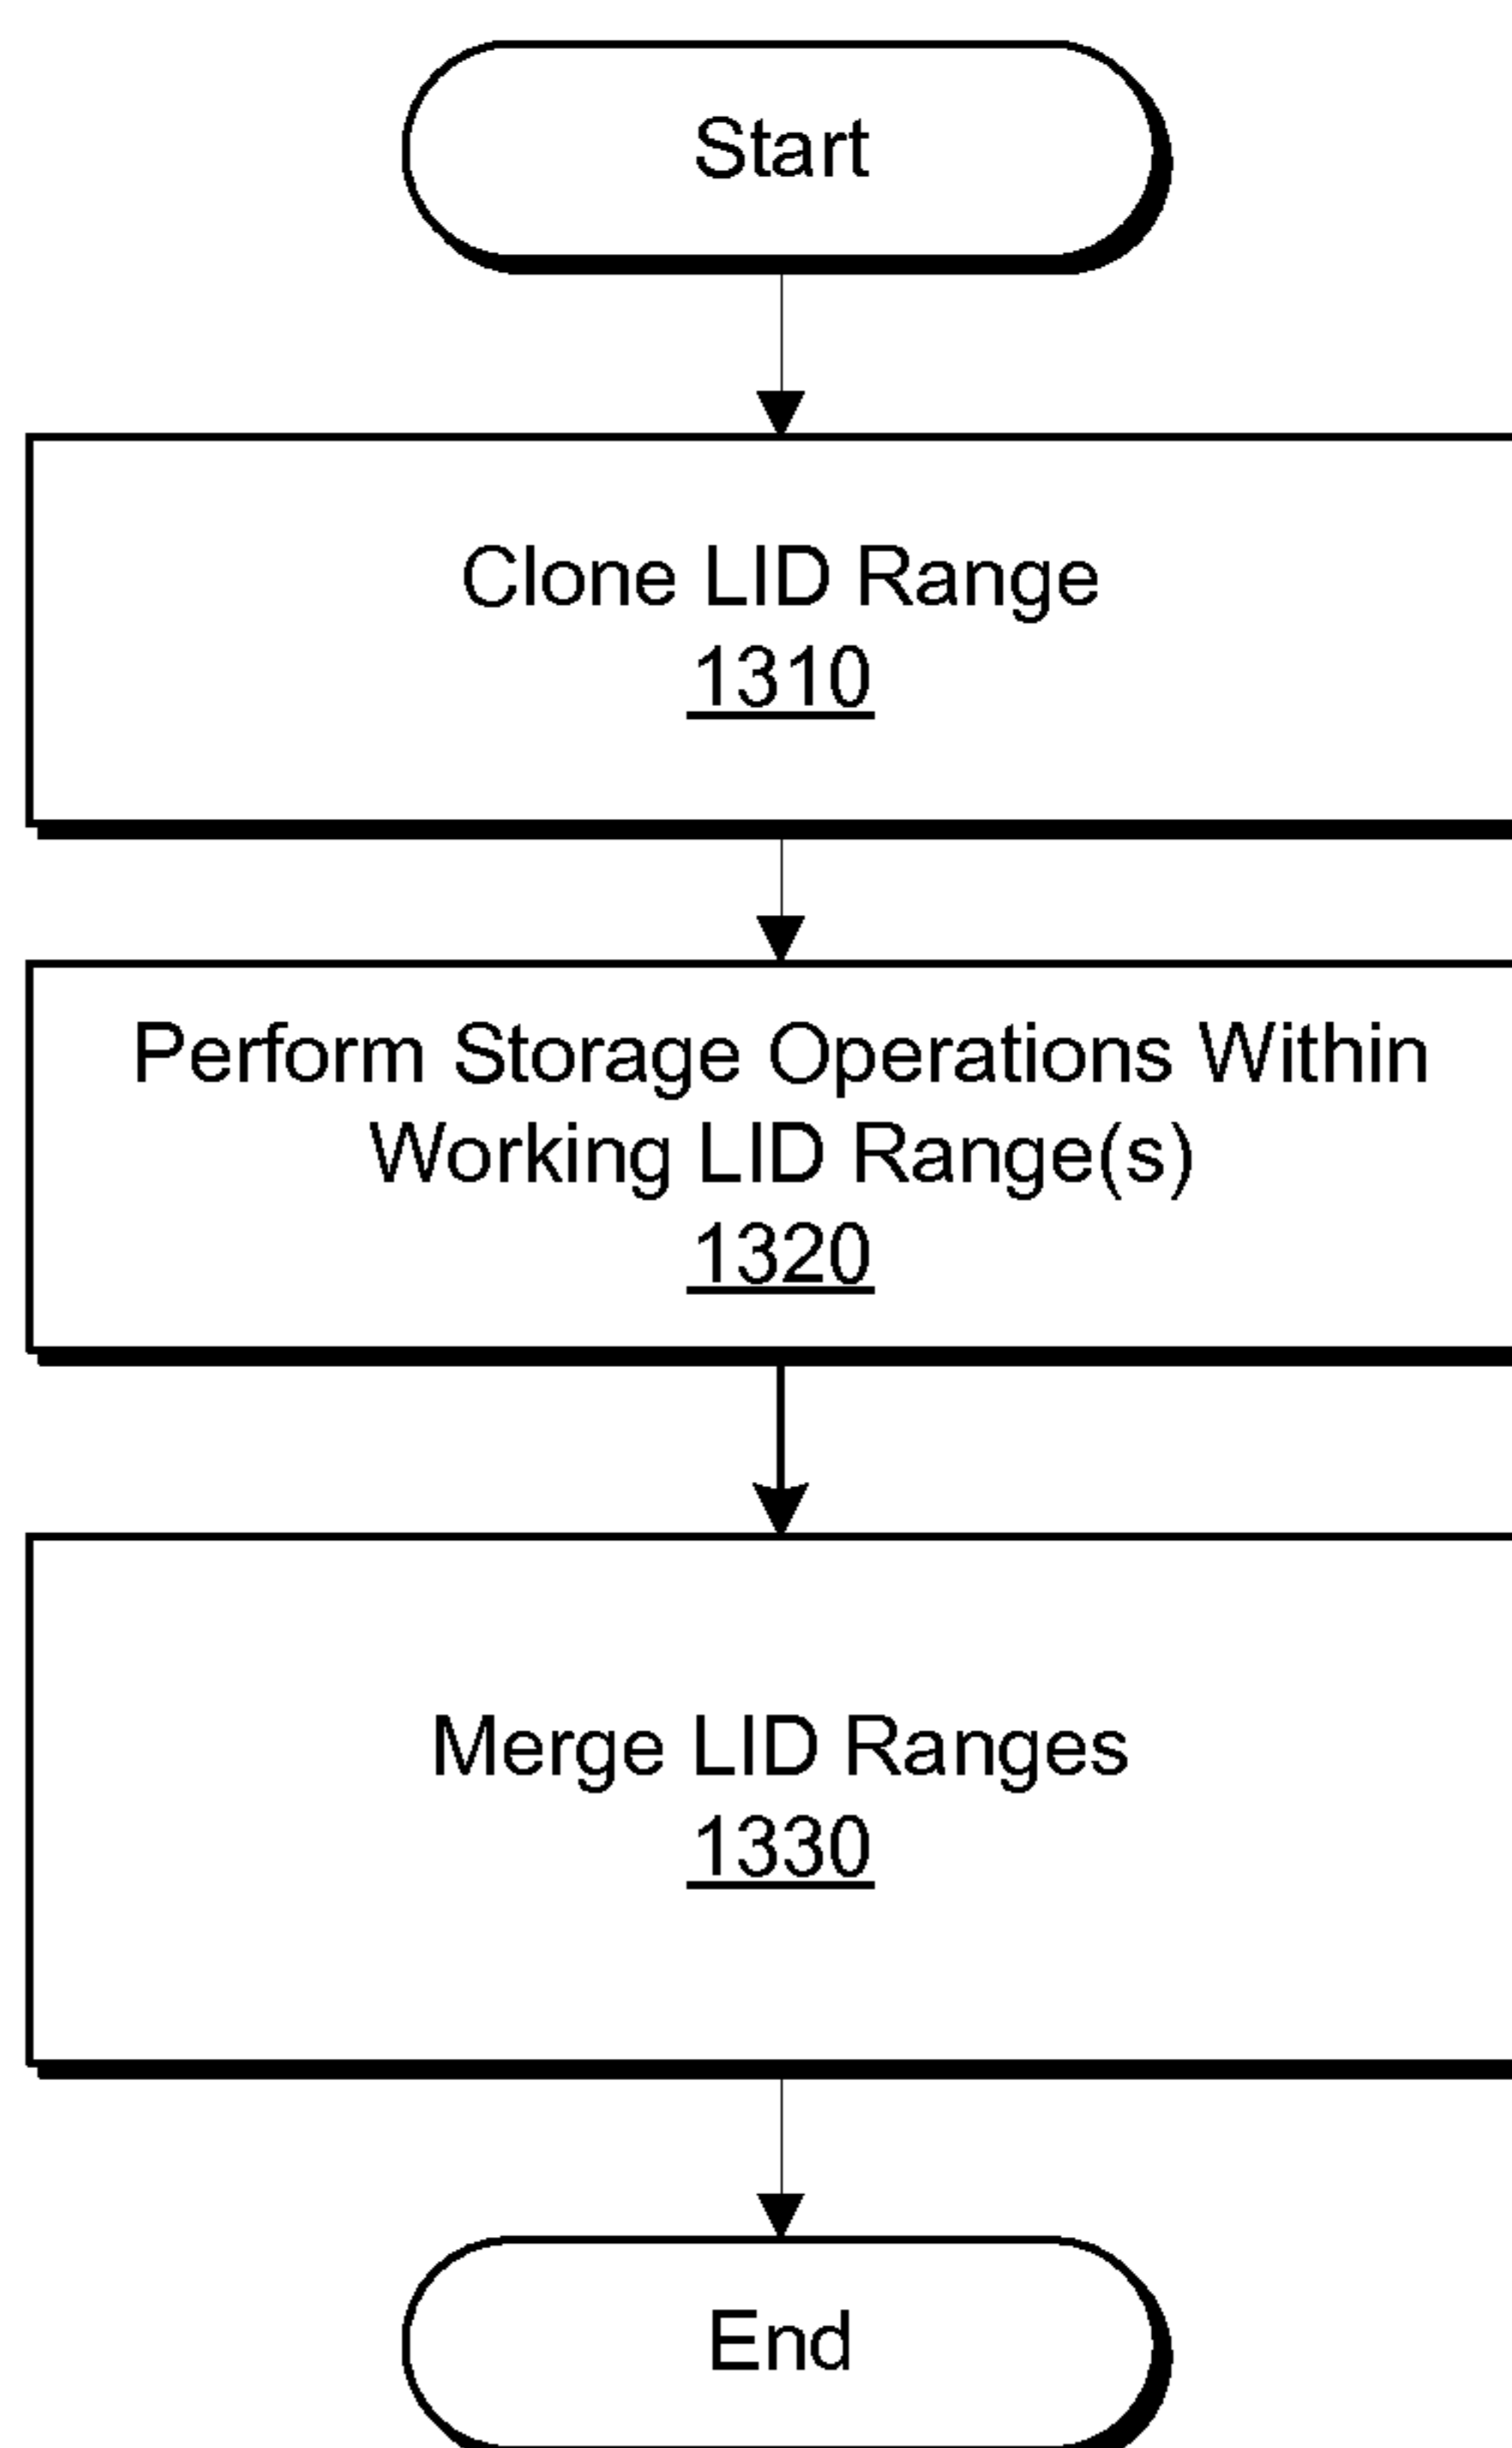 Start
Clone LID Range
1310
Perform Storage Operations Within
Working LID Range(s)
1320
Merge LID Ranges
1330
End